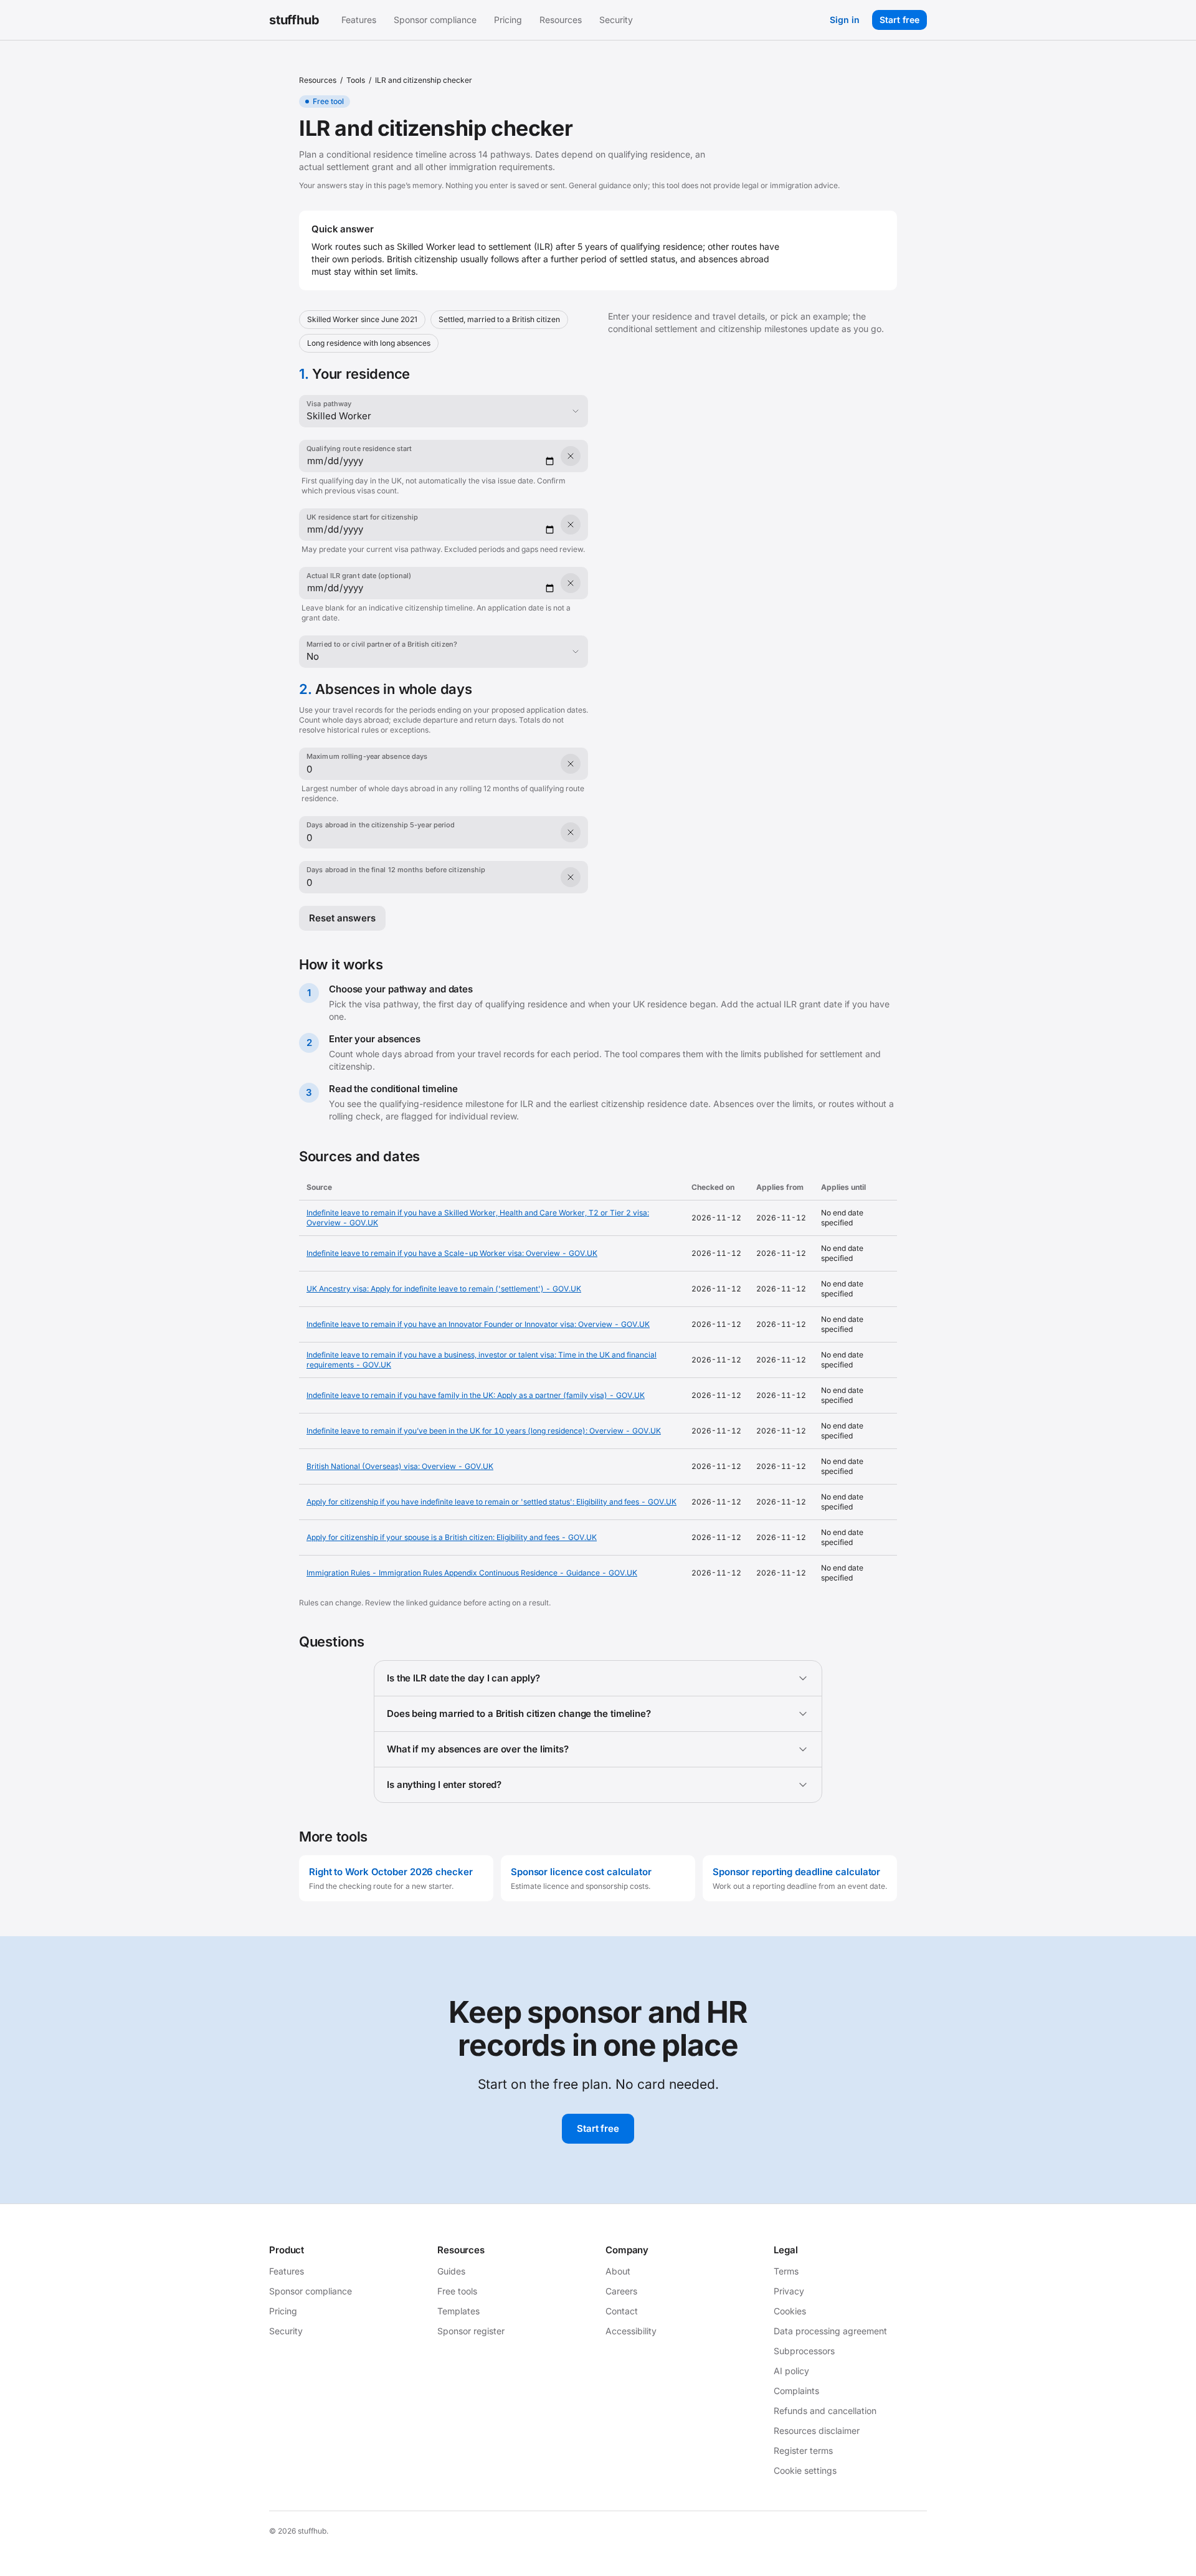 stuffhub
Features
Sponsor compliance
Pricing
Resources
Security
Sign in
Start free
Resources / Tools / ILR and citizenship checker
Free tool
ILR and citizenship checker
Plan a conditional residence timeline across 14 pathways. Dates depend on qualifying residence, an
actual settlement grant and all other immigration requirements.
Your answers stay in this page's memory. Nothing you enter is saved or sent. General guidance only; this tool does not provide legal or immigration advice.
Quick answer
Work routes such as Skilled Worker lead to settlement (ILR) after 5 years of qualifying residence; other routes have
their own periods. British citizenship usually follows after a further period of settled status, and absences abroad
must stay within set limits.
Skilled Worker since June 2021
Settled, married to a British citizen
Long residence with long absences
Enter your residence and travel details, or pick an example; the
conditional settlement and citizenship milestones update as you go.
1. Your residence
Visa pathway
Skilled Worker
Qualifying route residence start
mm/dd/yyyy
First qualifying day in the UK, not automatically the visa issue date. Confirm
which previous visas count.
UK residence start for citizenship
mm/dd/yyyy
May predate your current visa pathway. Excluded periods and gaps need review.
Actual ILR grant date (optional)
mm/dd/yyyy
Leave blank for an indicative citizenship timeline. An application date is not a
grant date.
Married to or civil partner of a British citizen?
No
2. Absences in whole days
Use your travel records for the periods ending on your proposed application dates.
Count whole days abroad; exclude departure and return days. Totals do not
resolve historical rules or exceptions.
Maximum rolling-year absence days
0
Largest number of whole days abroad in any rolling 12 months of qualifying route
residence.
Days abroad in the citizenship 5-year period
0
Days abroad in the final 12 months before citizenship
0
Reset answers
How it works
1
Choose your pathway and dates
Pick the visa pathway, the first day of qualifying residence and when your UK residence began. Add the actual ILR grant date if you have
one.
2
Enter your absences
Count whole days abroad from your travel records for each period. The tool compares them with the limits published for settlement and
citizenship.
3
Read the conditional timeline
You see the qualifying-residence milestone for ILR and the earliest citizenship residence date. Absences over the limits, or routes without a
rolling check, are flagged for individual review.
Sources and dates
Source Checked on Applies from Applies until
Indefinite leave to remain if you have a Skilled Worker, Health and Care Worker, T2 or Tier 2 visa:
Overview - GOV.UK
2026-11-12 2026-11-12 No end date
specified
Indefinite leave to remain if you have a Scale-up Worker visa: Overview - GOV.UK
2026-11-12 2026-11-12 No end date
specified
UK Ancestry visa: Apply for indefinite leave to remain ('settlement') - GOV.UK
2026-11-12 2026-11-12 No end date
specified
Indefinite leave to remain if you have an Innovator Founder or Innovator visa: Overview - GOV.UK
2026-11-12 2026-11-12 No end date
specified
Indefinite leave to remain if you have a business, investor or talent visa: Time in the UK and financial
requirements - GOV.UK
2026-11-12 2026-11-12 No end date
specified
Indefinite leave to remain if you have family in the UK: Apply as a partner (family visa) - GOV.UK
2026-11-12 2026-11-12 No end date
specified
Indefinite leave to remain if you've been in the UK for 10 years (long residence): Overview - GOV.UK
2026-11-12 2026-11-12 No end date
specified
British National (Overseas) visa: Overview - GOV.UK
2026-11-12 2026-11-12 No end date
specified
Apply for citizenship if you have indefinite leave to remain or 'settled status': Eligibility and fees - GOV.UK
2026-11-12 2026-11-12 No end date
specified
Apply for citizenship if your spouse is a British citizen: Eligibility and fees - GOV.UK
2026-11-12 2026-11-12 No end date
specified
Immigration Rules - Immigration Rules Appendix Continuous Residence - Guidance - GOV.UK
2026-11-12 2026-11-12 No end date
specified
Rules can change. Review the linked guidance before acting on a result.
Questions
Is the ILR date the day I can apply?
Does being married to a British citizen change the timeline?
What if my absences are over the limits?
Is anything I enter stored?
More tools
Right to Work October 2026 checker
Find the checking route for a new starter.
Sponsor licence cost calculator
Estimate licence and sponsorship costs.
Sponsor reporting deadline calculator
Work out a reporting deadline from an event date.
Keep sponsor and HR
records in one place
Start on the free plan. No card needed.
Start free
Product
Features
Sponsor compliance
Pricing
Security
Resources
Guides
Free tools
Templates
Sponsor register
Company
About
Careers
Contact
Accessibility
Legal
Terms
Privacy
Cookies
Data processing agreement
Subprocessors
AI policy
Complaints
Refunds and cancellation
Resources disclaimer
Register terms
Cookie settings
© 2026 stuffhub.